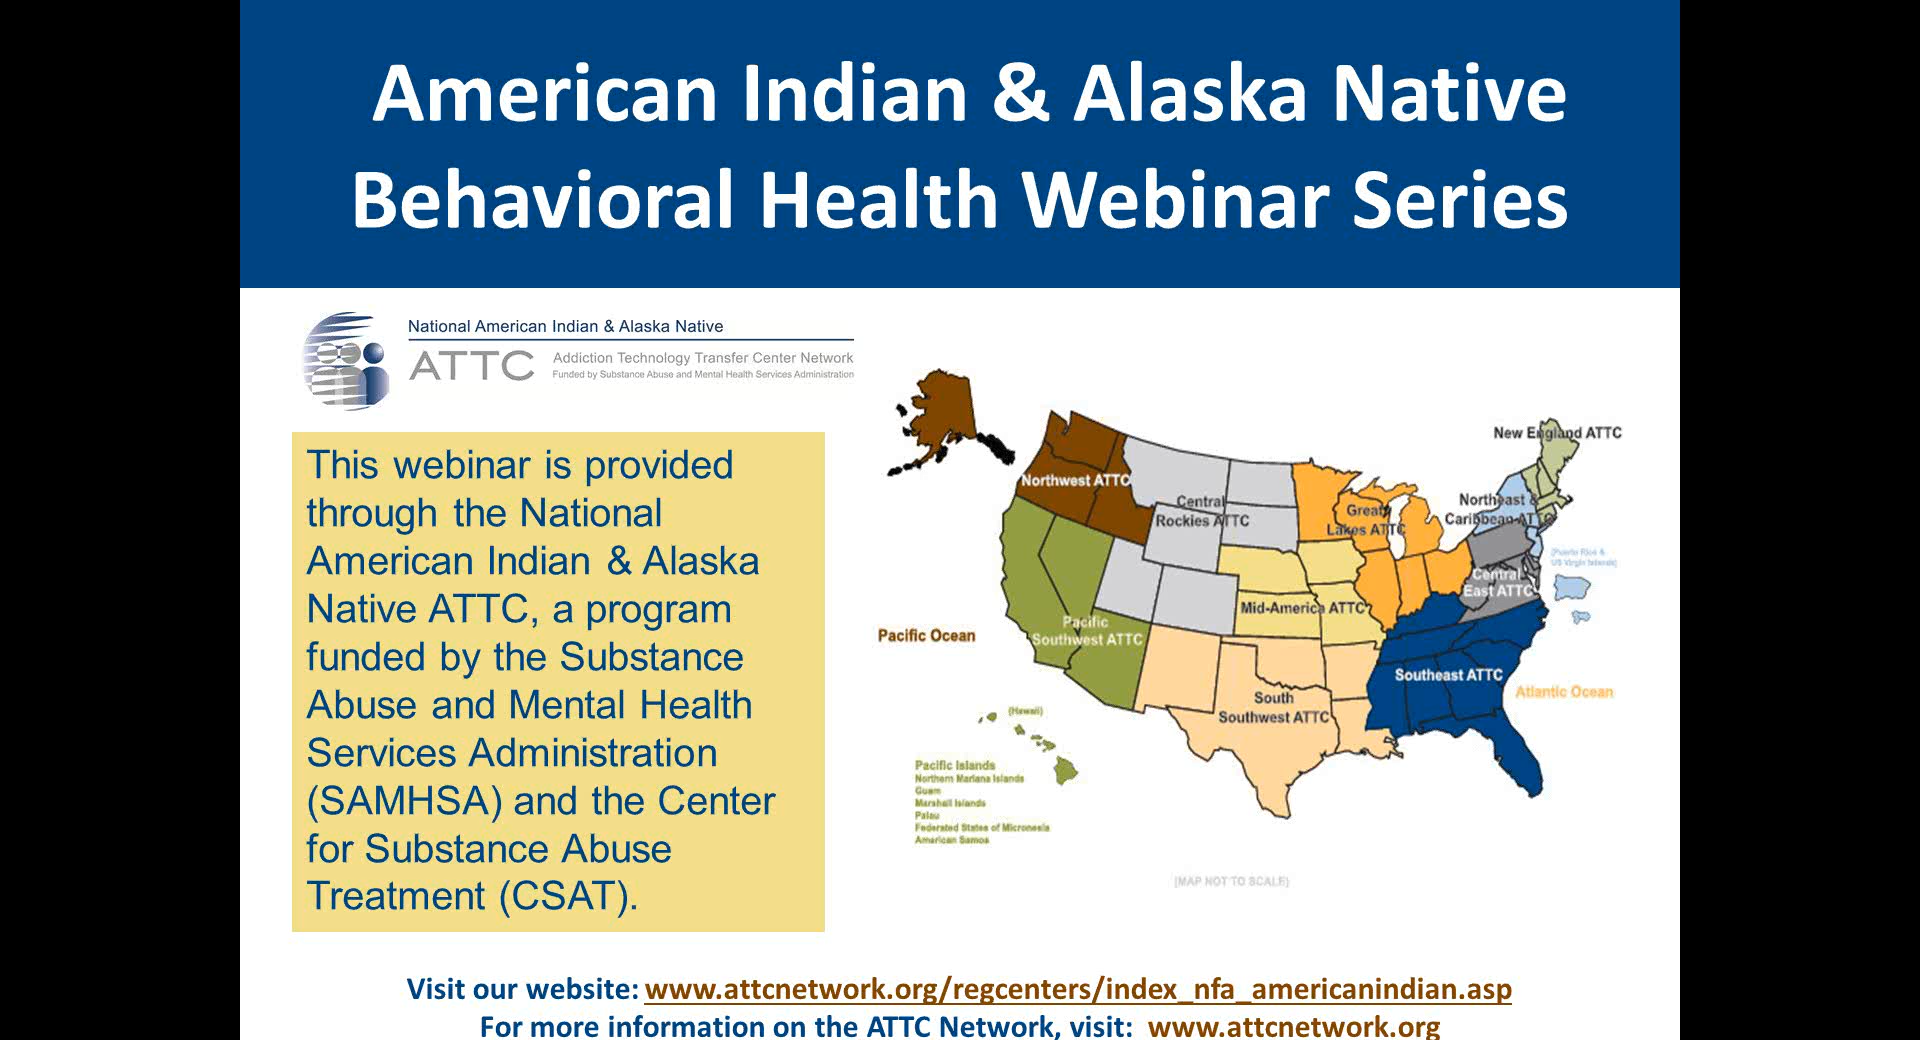 American Indian & Alaska Native
Behavioral Health Webinar Series
National American Indian & Alaska Native
ATTC
Addiction Technology Transfer Center Network
Funded by Substance Abuse and Mental Health Services Administration
This webinar is provided
through the National
American Indian & Alaska
Native ATTC, a program
funded by the Substance
Abuse and Mental Health
Services Administration
(SAMHSA) and the Center
for Substance Abuse
Treatment (CSAT).
New England ATTC
Northwest ATTC
Central
Rockies ATTC
Great
Lakes ATTC
Northeast &
Caribbean ATTC
(Puerto Rico &
US Virgin Islands)
Central
East ATTC
Mid-America ATTC
Pacific
Southwest ATTC
Pacific Ocean
Southeast ATTC
Atlantic Ocean
South
Southwest ATTC
(Hawaii)
Pacific Islands
Northern Mariana Islands
Guam
Marshall Islands
Palau
Federated States of Micronesia
American Samoa
(MAP NOT TO SCALE)
Visit our website: www.attcnetwork.org/regcenters/index_nfa_americanindian.asp
For more information on the ATTC Network, visit: www.attcnetwork.org